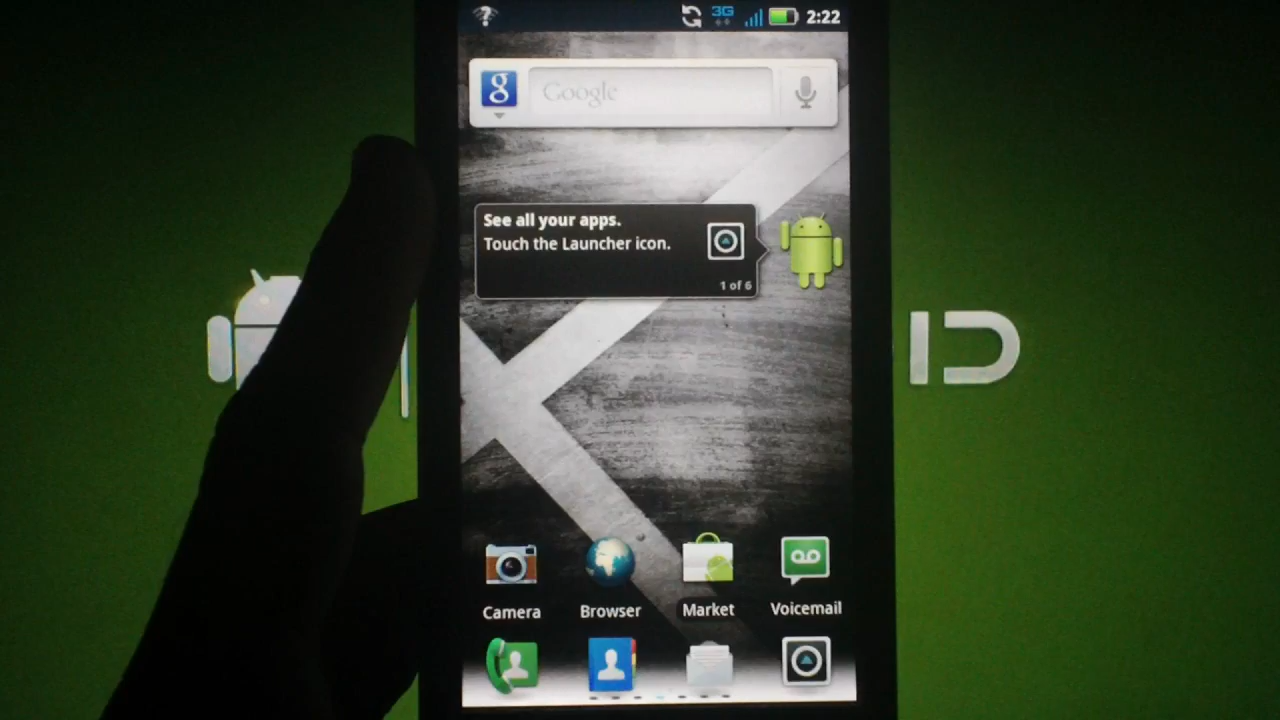 3G
2:22
g
Google
See all your apps.
Touch the Launcher icon.
1 of 6
Camera
Browser
Market
Voicemail
ID